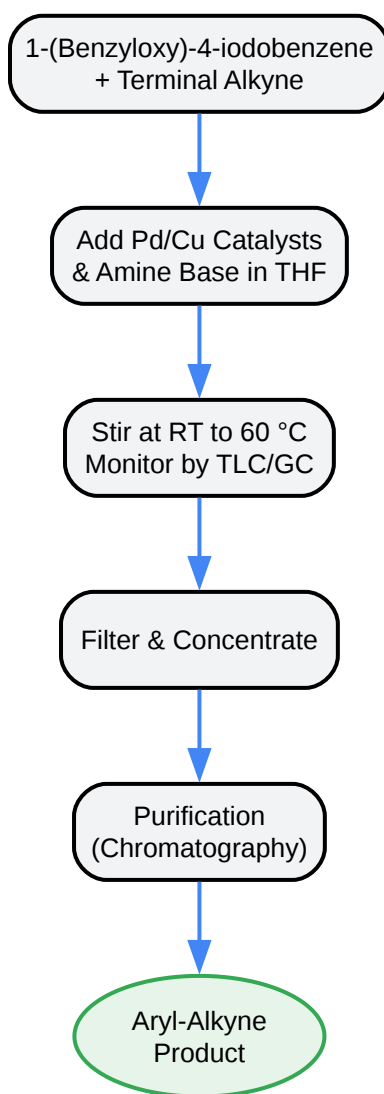 1-(Benzyloxy)-4-iodobenzene
+ Terminal Alkyne
Add Pd/Cu Catalysts
& Amine Base in THF
Stir at RT to 60 °C
Monitor by TLC/GC
Filter & Concentrate
Purification
(Chromatography)
Aryl-Alkyne
Product